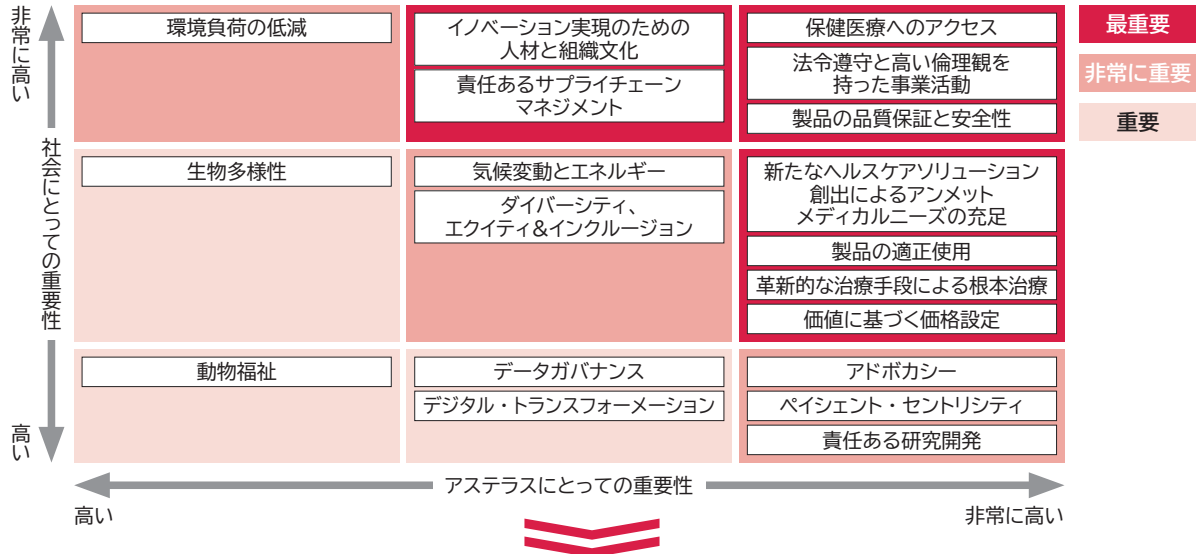 非常に高い
社会にとっての重要性
高い
環境負荷の低減
イノベーション実現のための
人材と組織文化
責任あるサプライチェーン
マネジメント
保健医療へのアクセス
法令遵守と高い倫理観を
持った事業活動
製品の品質保証と安全性
最重要
非常に重要
重要
生物多様性
気候変動とエネルギー
ダイバーシティ、
エクイティ&インクルージョン
新たなヘルスケアソリューション
創出によるアンメット
メディカルニーズの充足
製品の適正使用
革新的な治療手段による根本治療
価値に基づく価格設定
動物福祉
データガバナンス
デジタル・トランスフォーメーション
アドボカシー
ペイシェント・セントリシティ
責任ある研究開発
アステラスにとっての重要性
高い
非常に高い